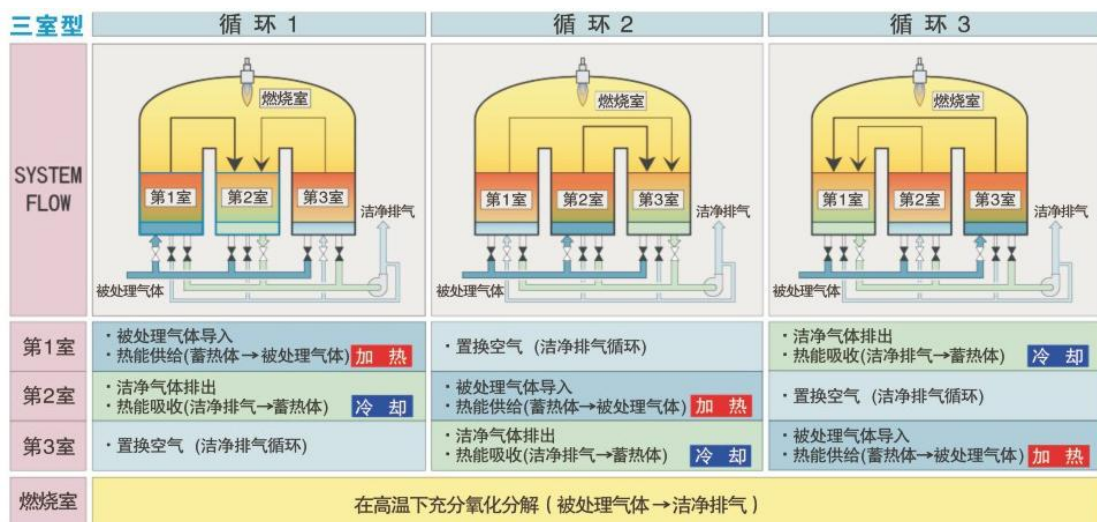 三室型
循环 1
循环 2
循环 3
SYSTEM
FLOW
燃烧室
第1室
第2室
第3室
洁净排气
被处理气体
燃烧室
第1室
第2室
第3室
洁净排气
被处理气体
燃烧室
第1室
第2室
第3室
洁净排气
被处理气体
第1室
·被处理气体导入
·热能供给(蓄热体→被处理气体) 加热
·置换空气 (洁净排气循环)
·洁净气体排出
·热能吸收(洁净排气→蓄热体) 冷却
第2室
·洁净气体排出
·热能吸收(洁净排气→蓄热体) 冷却
·被处理气体导入
·热能供给(蓄热体→被处理气体) 加热
·置换空气 (洁净排气循环)
第3室
·置换空气 (洁净排气循环)
·洁净气体排出
·热能吸收(洁净排气→蓄热体) 冷却
·被处理气体导入
·热能供给(蓄热体→被处理气体) 加热
燃烧室
在高温下充分氧化分解 ( 被处理气体→洁净排气 )